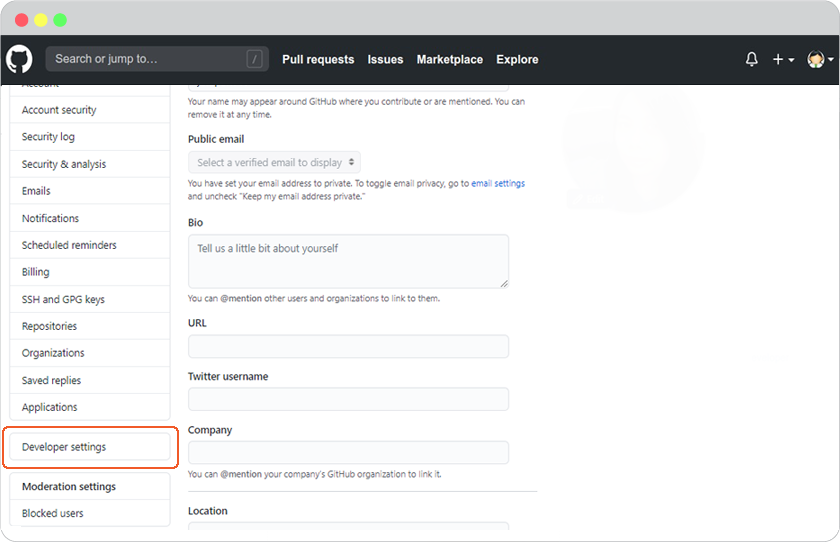 Search or jump to…
/
Pull requests
Issues
Marketplace
Explore
Account security
Security log
Security & analysis
Emails
Notifications
Scheduled reminders
Billing
SSH and GPG keys
Repositories
Organizations
Saved replies
Applications
Developer settings
Moderation settings
Blocked users
Your name may appear around GitHub where you contribute or are mentioned. You can
remove it at any time.
Public email
Select a verified email to display
You have set your email address to private. To toggle email privacy, go to email settings
and uncheck "Keep my email address private."
Bio
Tell us a little bit about yourself
You can @mention other users and organizations to link to them.
URL
Twitter username
Company
You can @mention your company's GitHub organization to link it.
Location